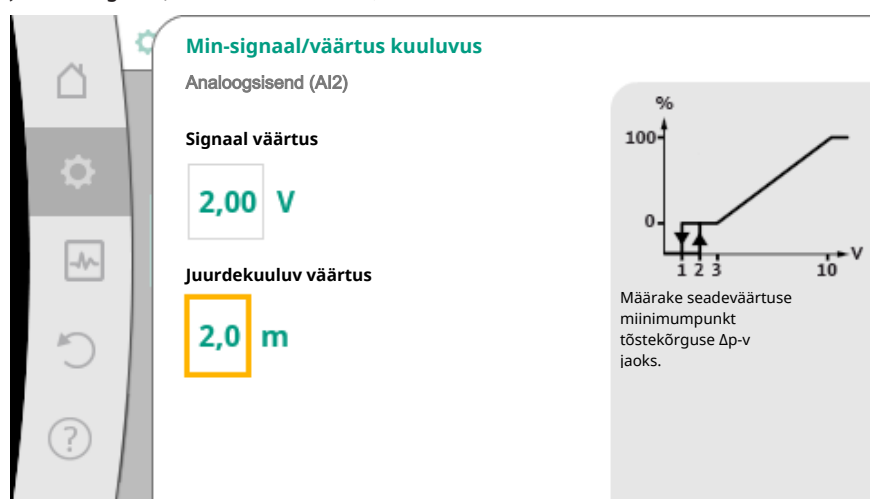 Min-signaal/väärtus kuuluvus
Analoogsisend (AI2)
Signaal väärtus
2,00 V
Juurdekuuluv väärtus
2,0 m
%
100
0
1 2 3 10 V
Määrake seadeväärtuse
miinimumpunkt
tõstekõrguse Δp-v
jaoks.
?